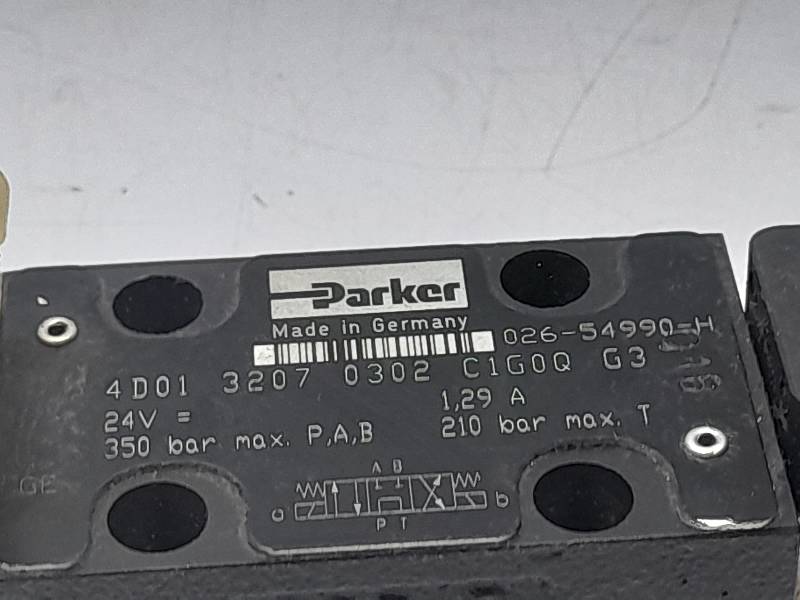 Parker
Made in Germany
026-54990-H
4D01 3207 0302 C1G0Q G3
24V = 1,29 A
350 bar max. P,A,B 210 bar max. T
GE
A B
a b
P T